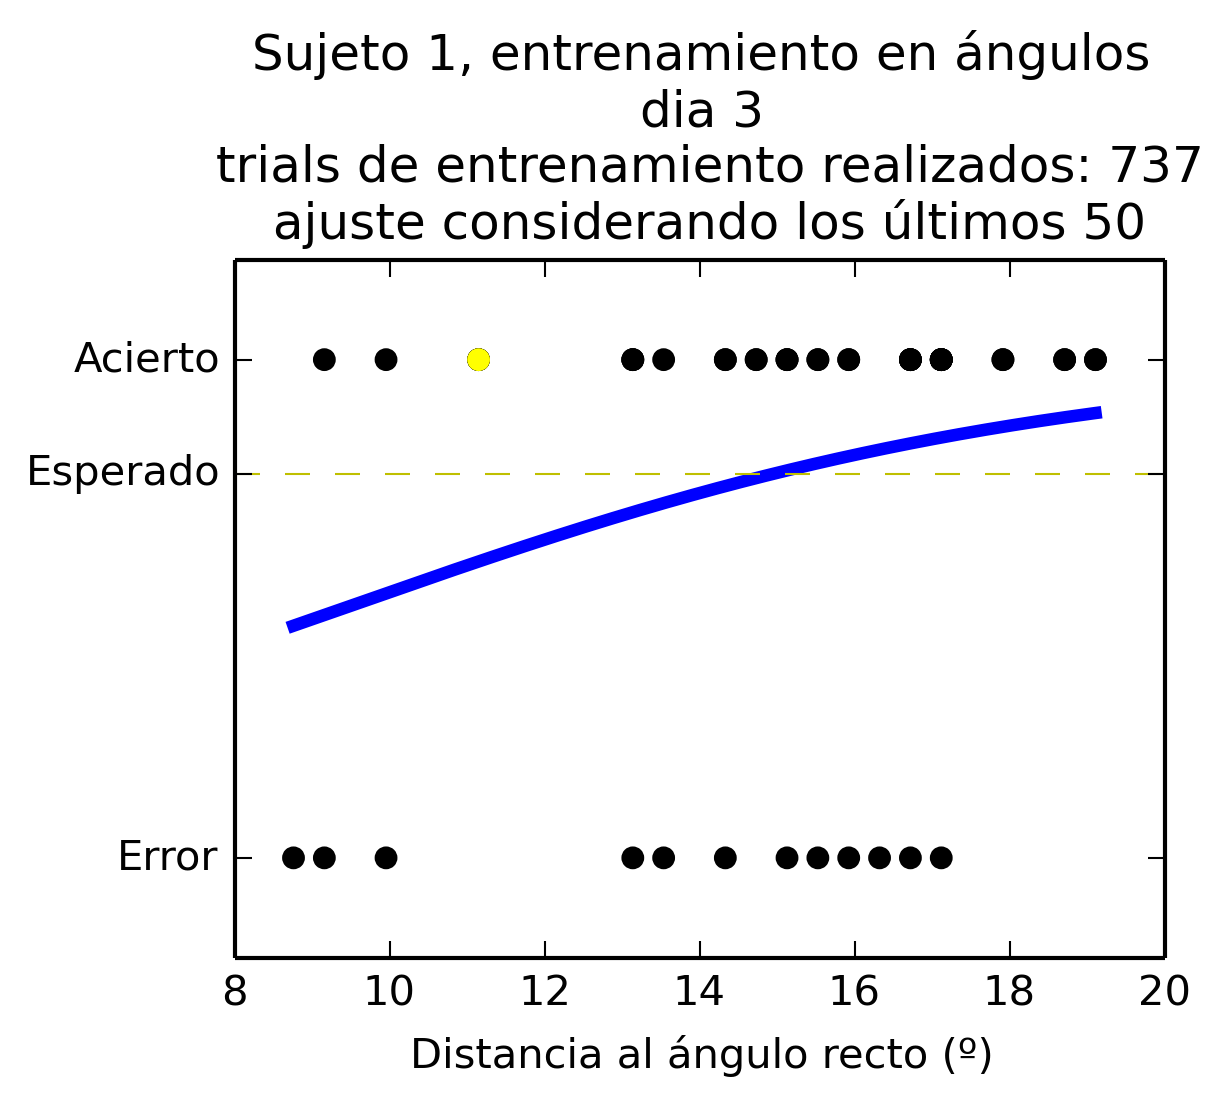 Sujeto 1, entrenamiento en ángulos
dia 3
trials de entrenamiento realizados: 737
ajuste considerando los últimos 50
Acierto
Esperado
Error
8 10 12 14 16 18 20
Distancia al ángulo recto (º)